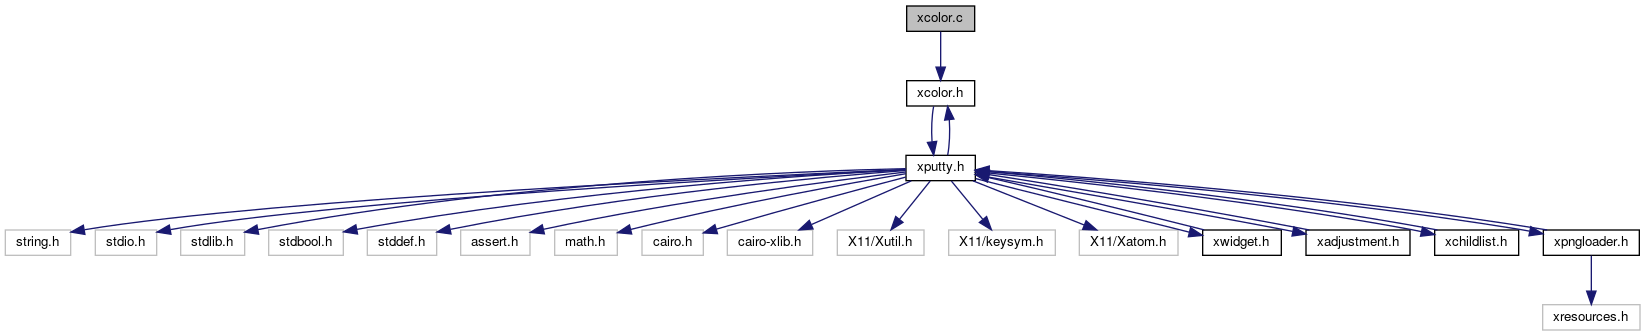 xcolor.c
xcolor.h
xputty.h
string.h
stdio.h
stdlib.h
stdbool.h
stddef.h
assert.h
math.h
cairo.h
cairo-xlib.h
X11/Xutil.h
X11/keysym.h
X11/Xatom.h
xwidget.h
xadjustment.h
xchildlist.h
xpngloader.h
xresources.h